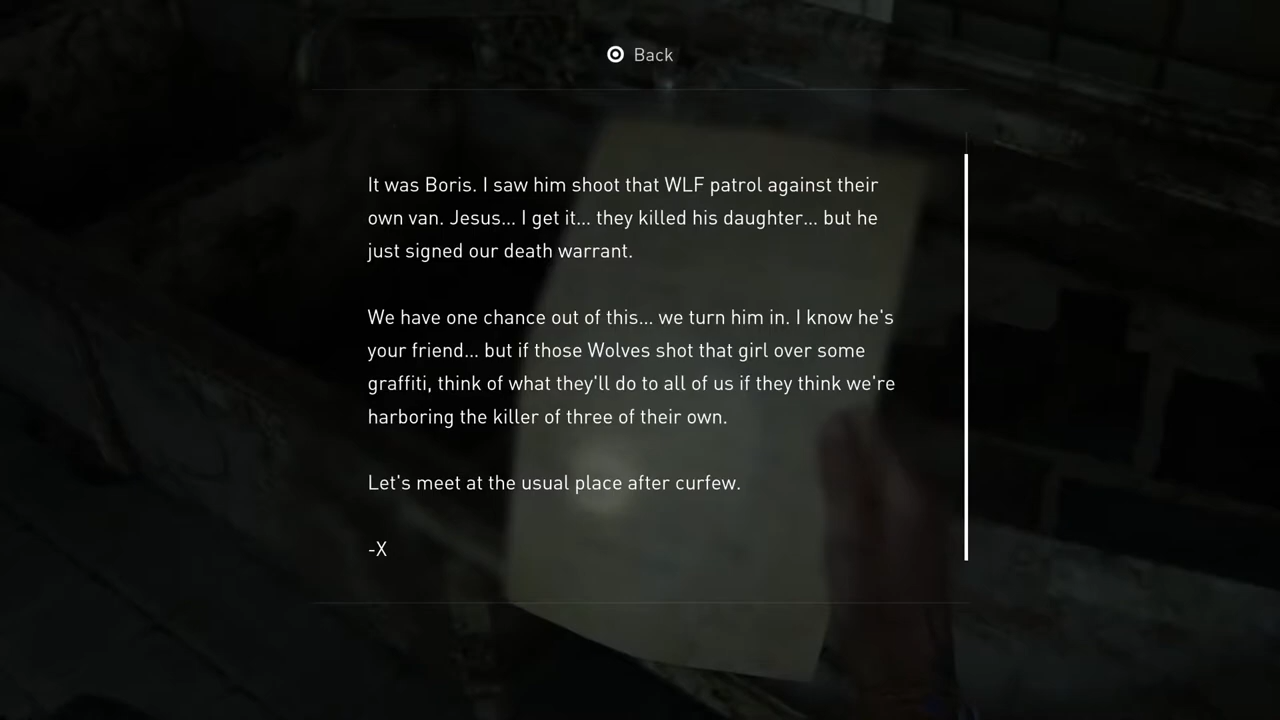 Back
It was Boris. I saw him shoot that WLF patrol against their
own van. Jesus... I get it... they killed his daughter... but he
just signed our death warrant.
We have one chance out of this... we turn him in. I know he's
your friend... but if those Wolves shot that girl over some
graffiti, think of what they'll do to all of us if they think we're
harboring the killer of three of their own.
Let's meet at the usual place after curfew.
-X